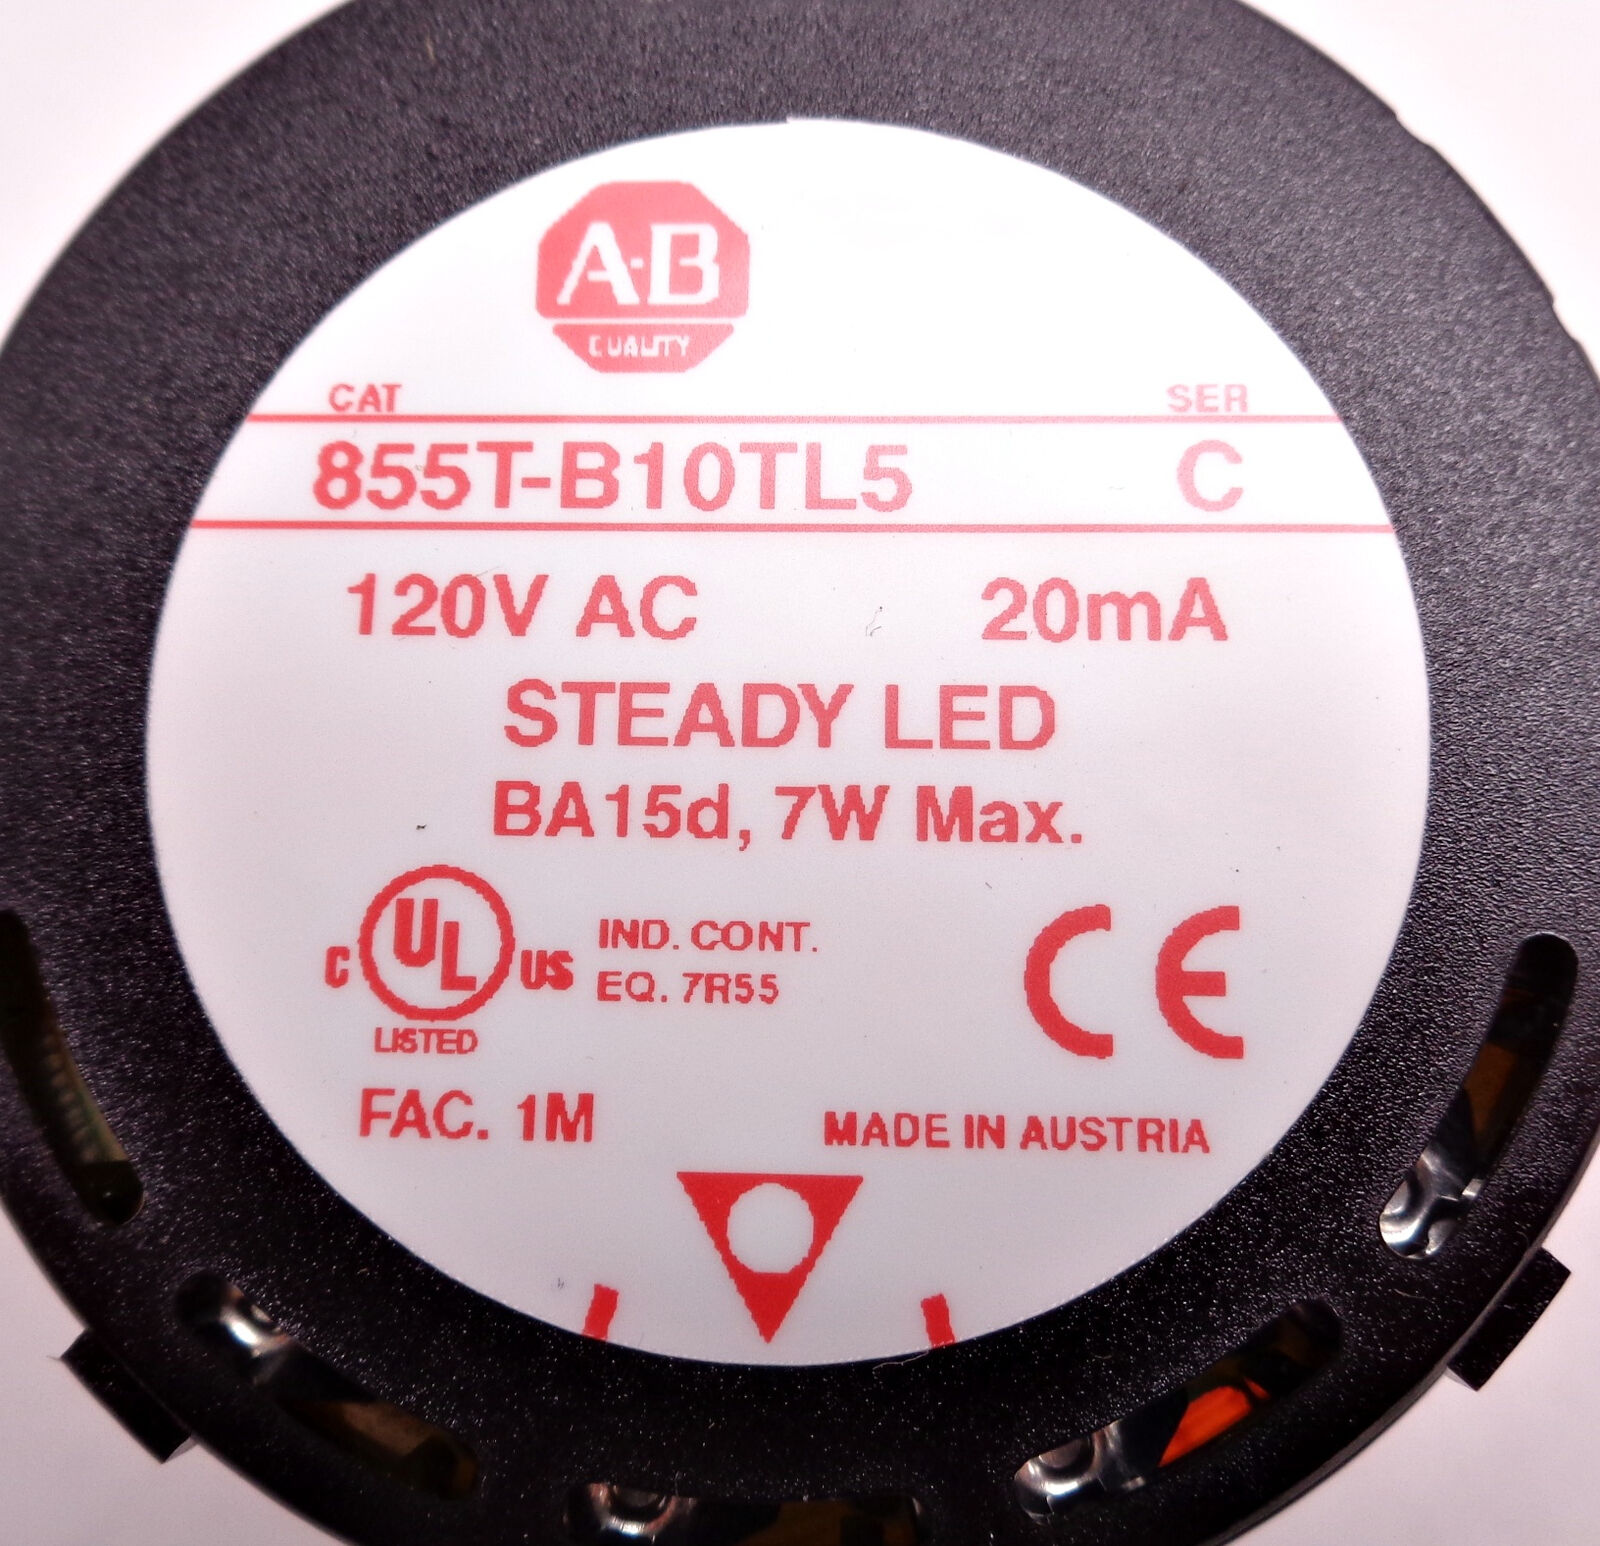 A-B
QUALITY
CAT SER
855T-B10TL5 C
120V AC 20mA
STEADY LED
BA15d, 7W Max.
C UL US
LISTED
IND. CONT.
EQ. 7R55
CE
FAC. 1M
MADE IN AUSTRIA